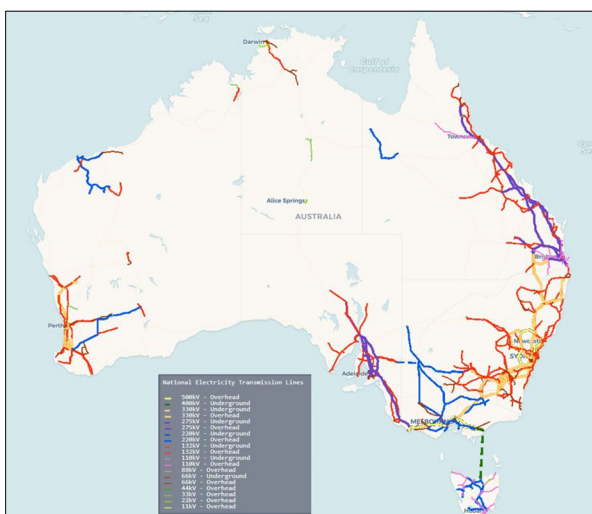 Darwin
Gulf of
Carpentaria
Towns
Alice Springs
AUSTRALIA
Perth
Newcastle
SYD
Adelaide
MELBOURNE
National Electricity Transmission Lines
500kV - Overhead
400kV - Underground
330kV - Underground
330kV - Overhead
275kV - Underground
275kV - Overhead
220kV - Underground
220kV - Overhead
132kV - Underground
132kV - Overhead
110kV - Underground
110kV - Overhead
88kV - Overhead
66kV - Underground
66kV - Overhead
44kV - Overhead
33kV - Overhead
22kV - Overhead
11kV - Overhead